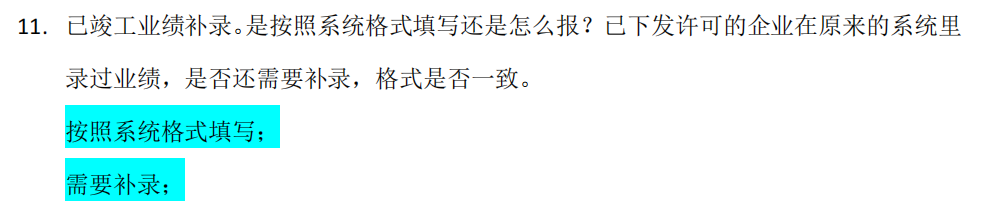 11. 已竣工业绩补录。是按照系统格式填写还是怎么报？已下发许可的企业在原来的系统里
录过业绩，是否还需要补录，格式是否一致。
按照系统格式填写；
需要补录；